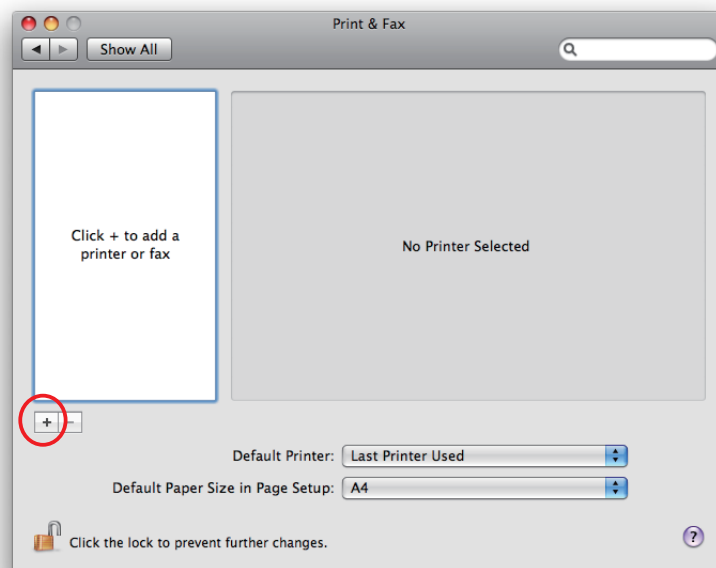 Print & Fax
Show All
Click + to add a
printer or fax
No Printer Selected
+ −
Default Printer: Last Printer Used
Default Paper Size in Page Setup: A4
Click the lock to prevent further changes.
?